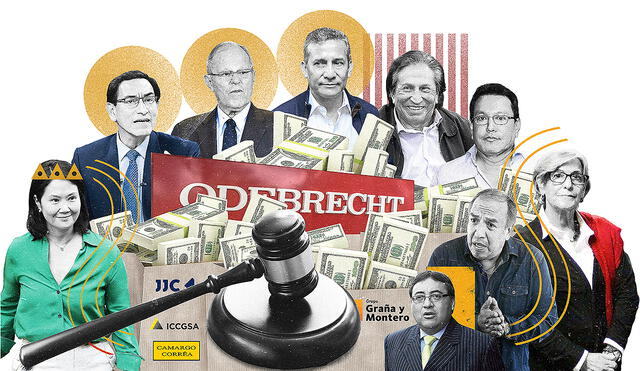 ODEBRECHT
JJC
ICCGSA
CAMARGO
CORRÊA
Grupo
Graña y
Montero